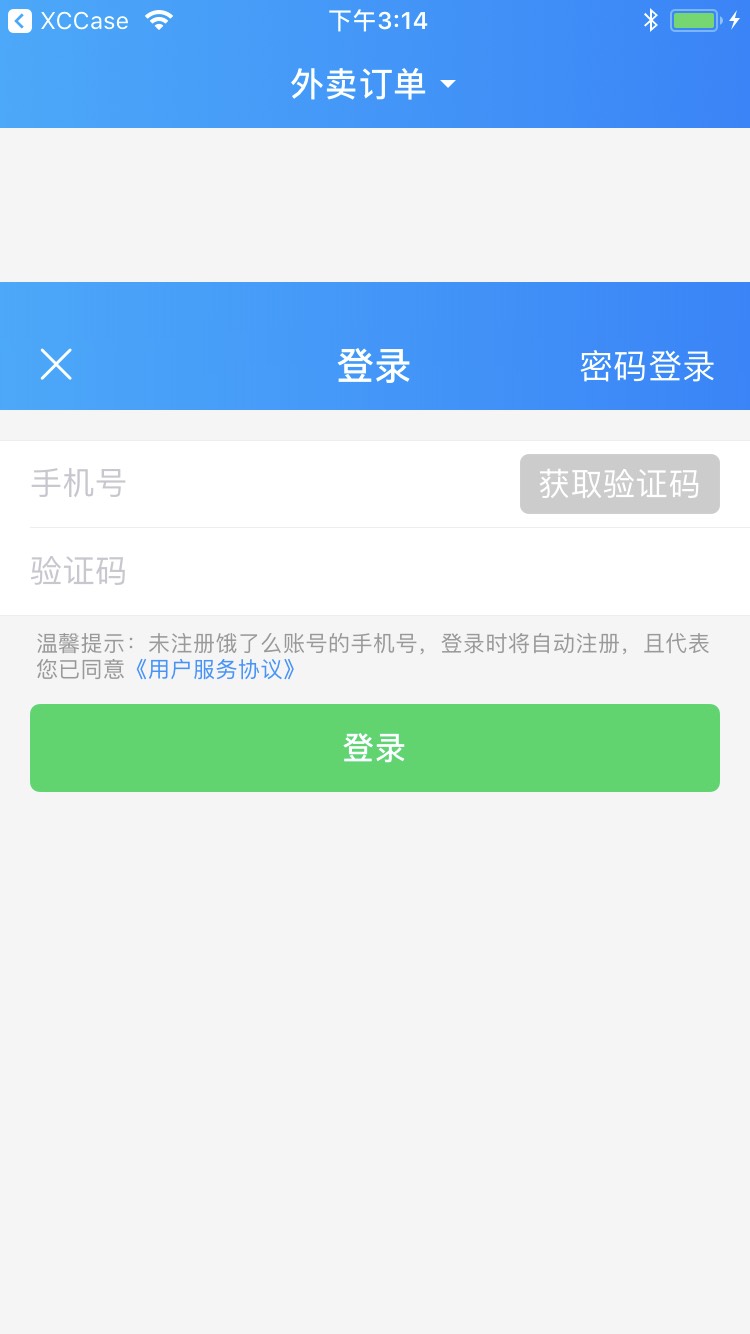 XCCase 下午3:14
外卖订单
登录 密码登录
手机号 获取验证码
验证码
温馨提示：未注册饿了么账号的手机号，登录时将自动注册，且代表
您已同意《用户服务协议》
登录